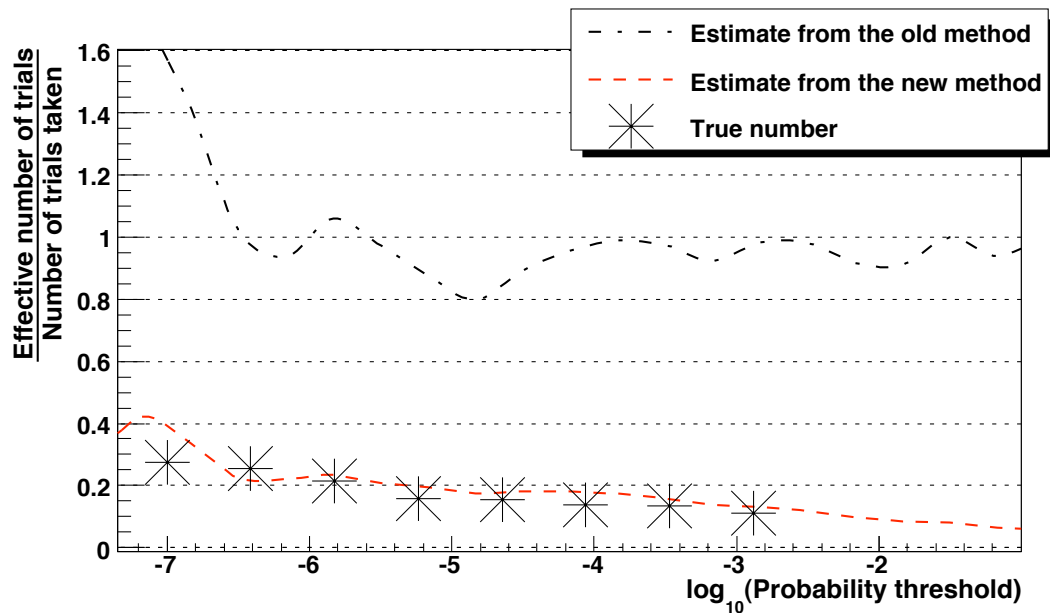 Estimate from the old method
Estimate from the new method
True number
Effective number of trials
Number of trials taken
1.6
1.4
1.2
1
0.8
0.6
0.4
0.2
0
-7
-6
-5
-4
-3
-2
log10(Probability threshold)